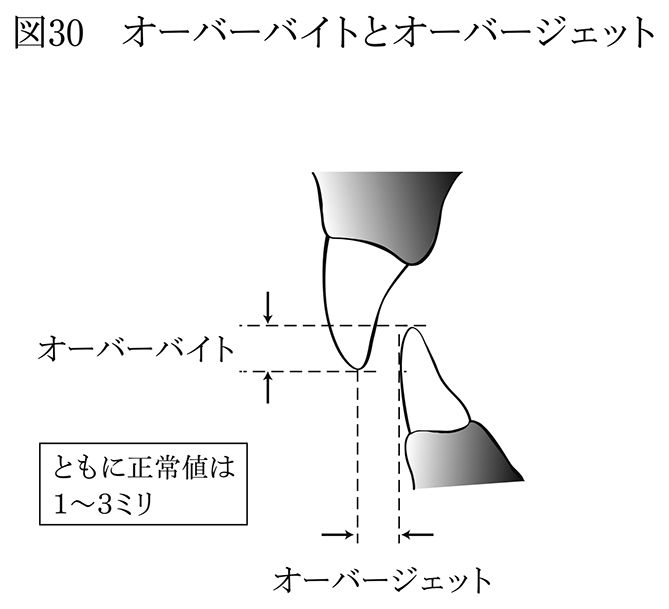 図30　オーバーバイトとオーバージェット
オーバーバイト
ともに正常値は
1〜3ミリ
オーバージェット